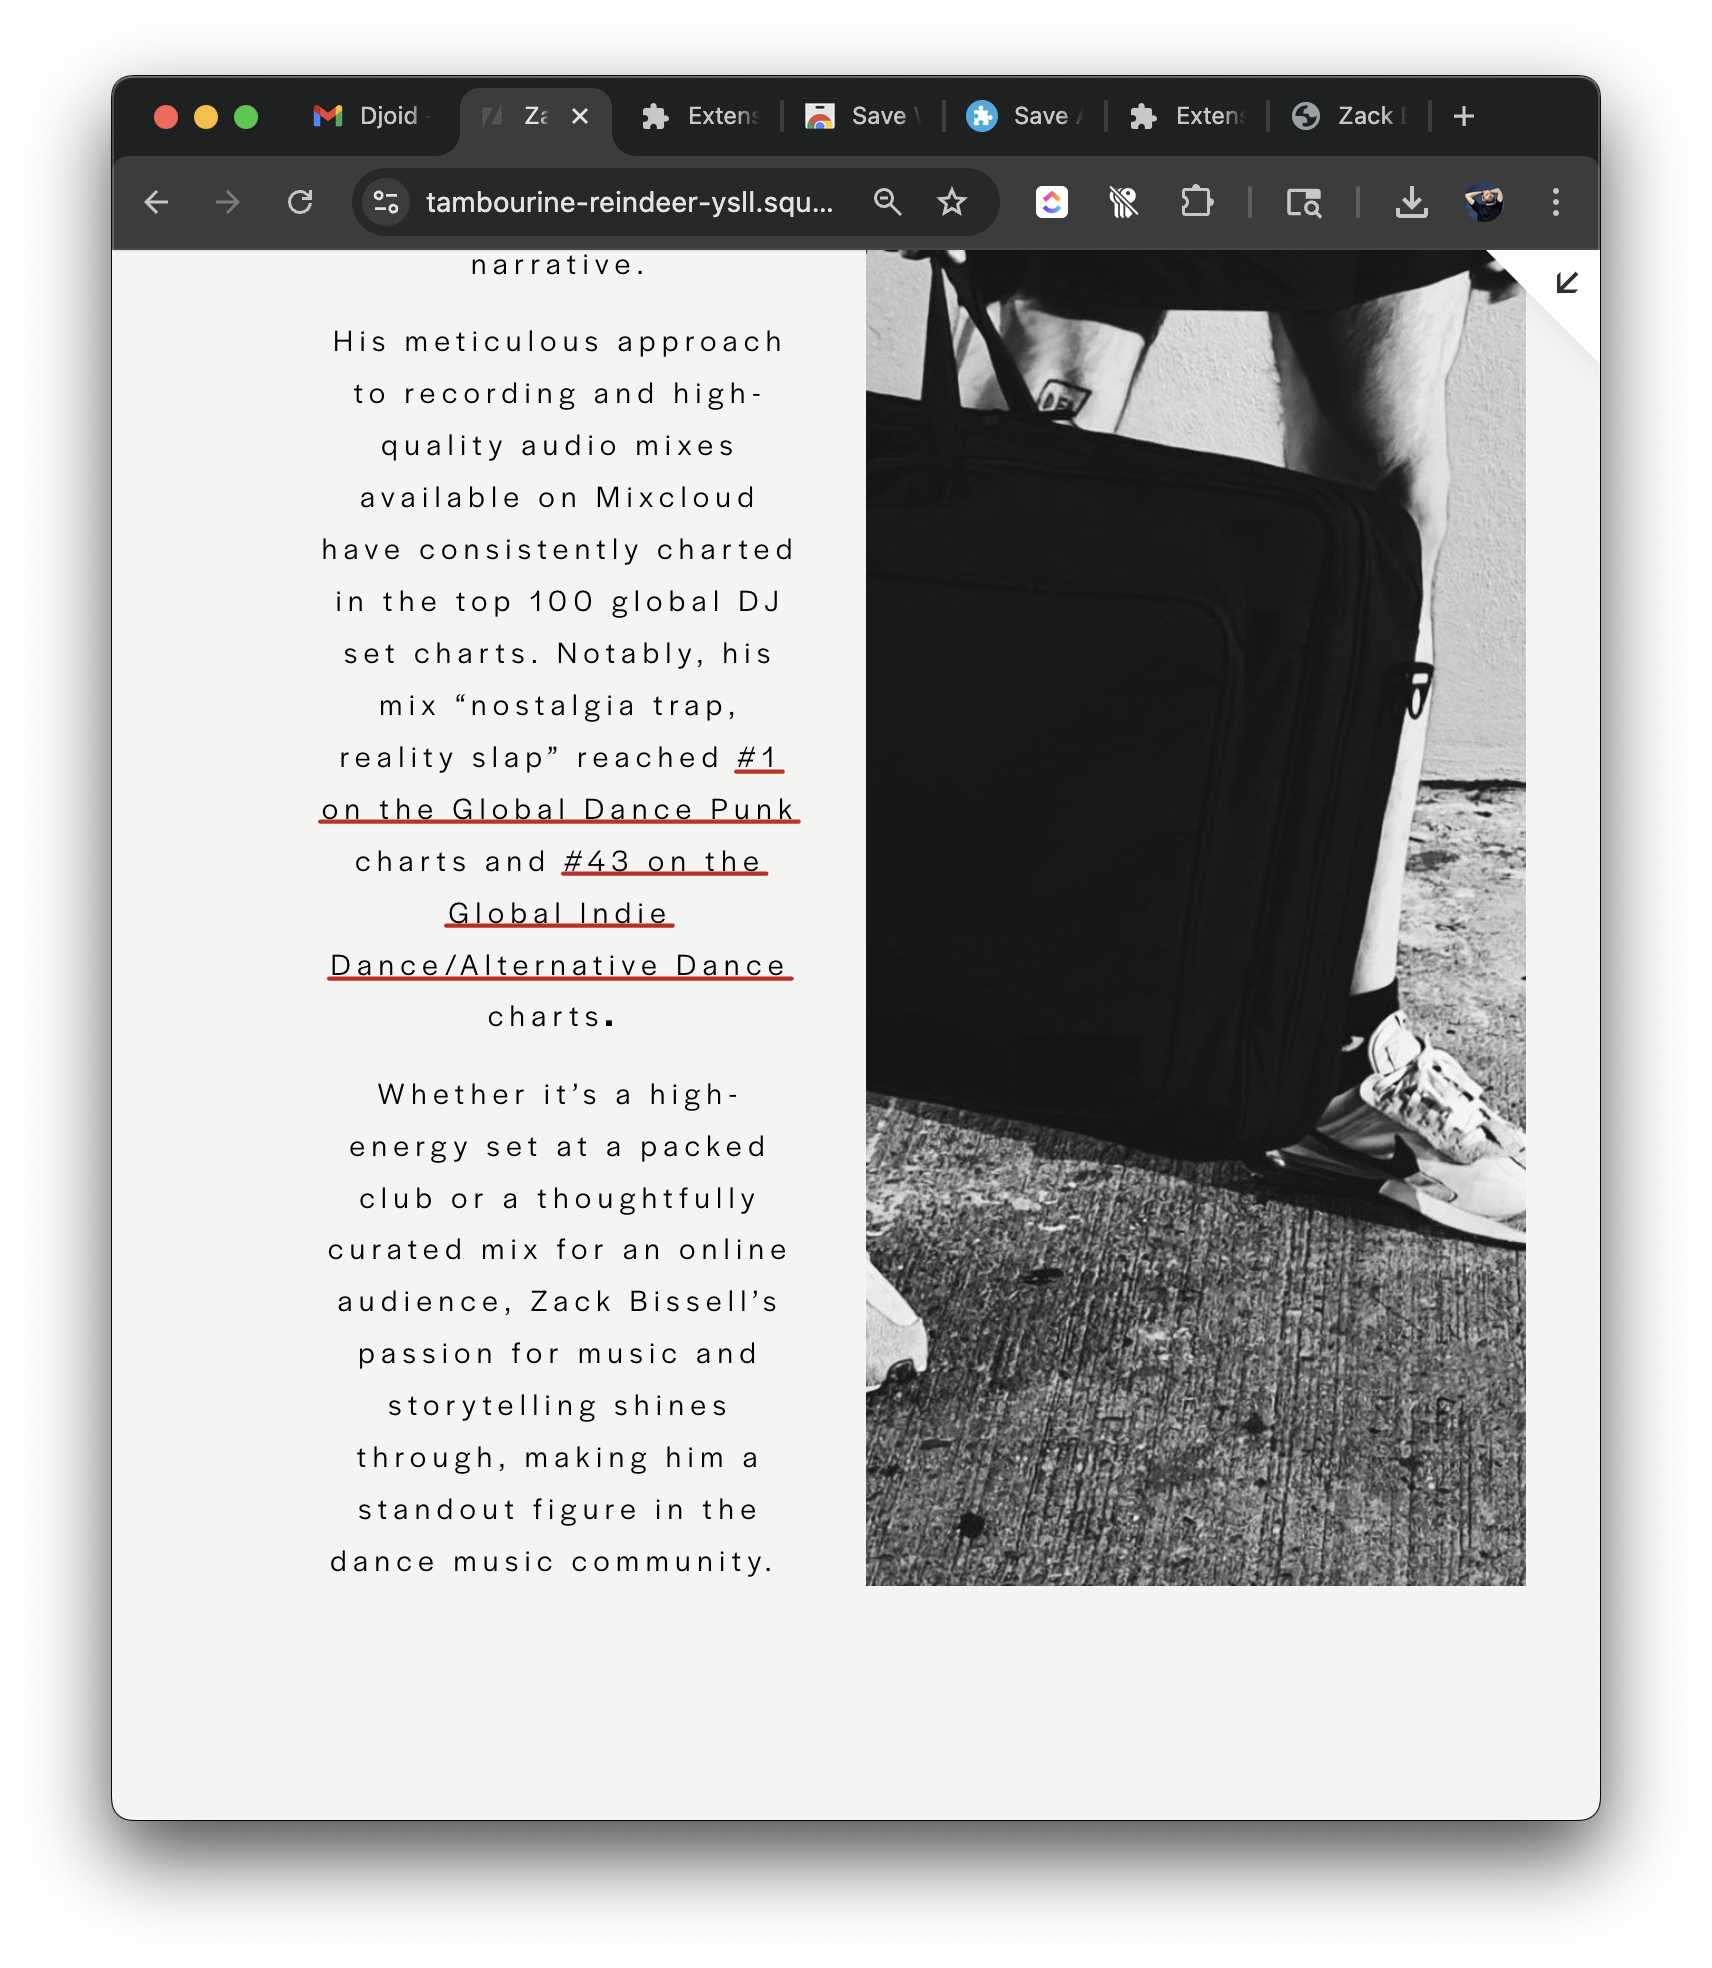 Djoid
Za
Exten
Save
Save
Exten
Zack
tambourine-reindeer-ysll.squ...
narrative.
His meticulous approach
to recording and high-
quality audio mixes
available on Mixcloud
have consistently charted
in the top 100 global DJ
set charts. Notably, his
mix “nostalgia trap,
reality slap” reached #1
on the Global Dance Punk
charts and #43 on the
Global Indie
Dance/Alternative Dance
charts.
Whether it’s a high-
energy set at a packed
club or a thoughtfully
curated mix for an online
audience, Zack Bissell’s
passion for music and
storytelling shines
through, making him a
standout figure in the
dance music community.